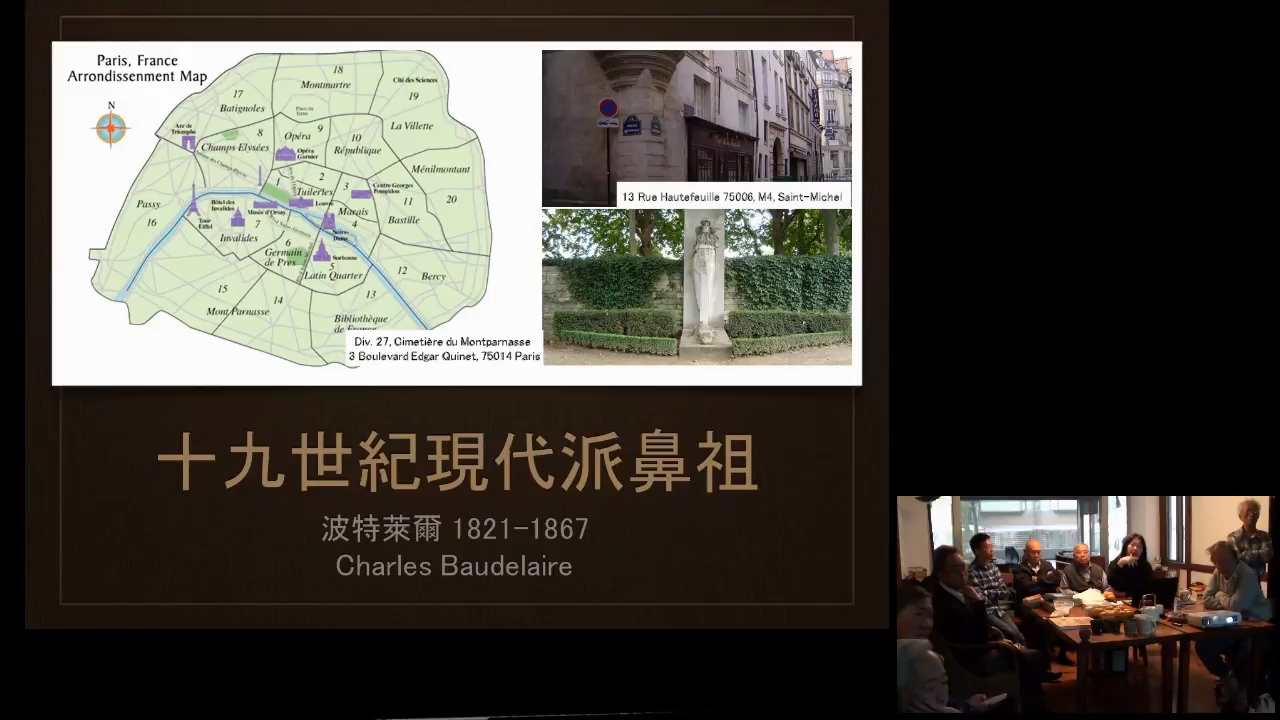 Paris, France
Arrondissenment Map
N
18
Montmartre
Cité des Sciences
19
17
Batignoles
La Villette
Arc de
Triomphe
8
Champs Elysées
9
Opéra
Opéra
Garnier
10
République
Ménilmontant
20
1
2
Tuileries
3
Centre Georges
Pompidou
11
Bastille
Louvre
Marais
4
Passy
16
Tour
Eiffel
Hôtel des
Invalides
Musée d'Orsay
7
Invalides
Notre
Dame
6
Germain
de Pres
Sorbonne
5
Latin Quarter
12
Bercy
15
Mont Parnasse
14
13
Bibliothèque
de France
Div. 27, Cimetière du Montparnasse
3 Boulevard Edgar Quinet, 75014 Paris
13 Rue Hautefeuille 75006, M4, Saint-Michel
十九世紀現代派鼻祖
波特萊爾 1821-1867
Charles Baudelaire